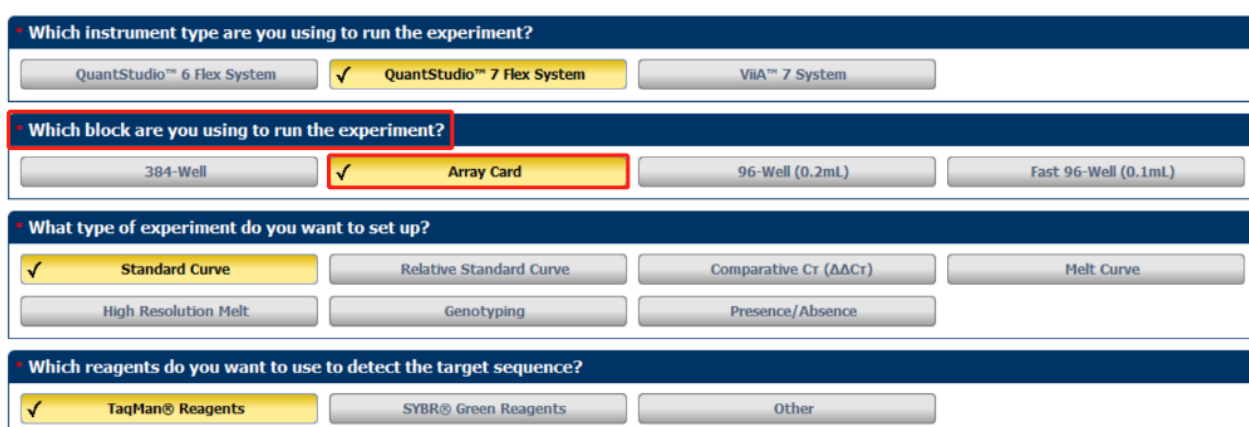 * Which instrument type are you using to run the experiment?
QuantStudio™ 6 Flex System ✓ QuantStudio™ 7 Flex System ViiA™ 7 System
* Which block are you using to run the experiment?
384-Well ✓ Array Card 96-Well (0.2mL) Fast 96-Well (0.1mL)
* What type of experiment do you want to set up?
✓ Standard Curve Relative Standard Curve Comparative Cᴛ (ΔΔCᴛ) Melt Curve
High Resolution Melt Genotyping Presence/Absence
* Which reagents do you want to use to detect the target sequence?
✓ TaqMan® Reagents SYBR® Green Reagents Other